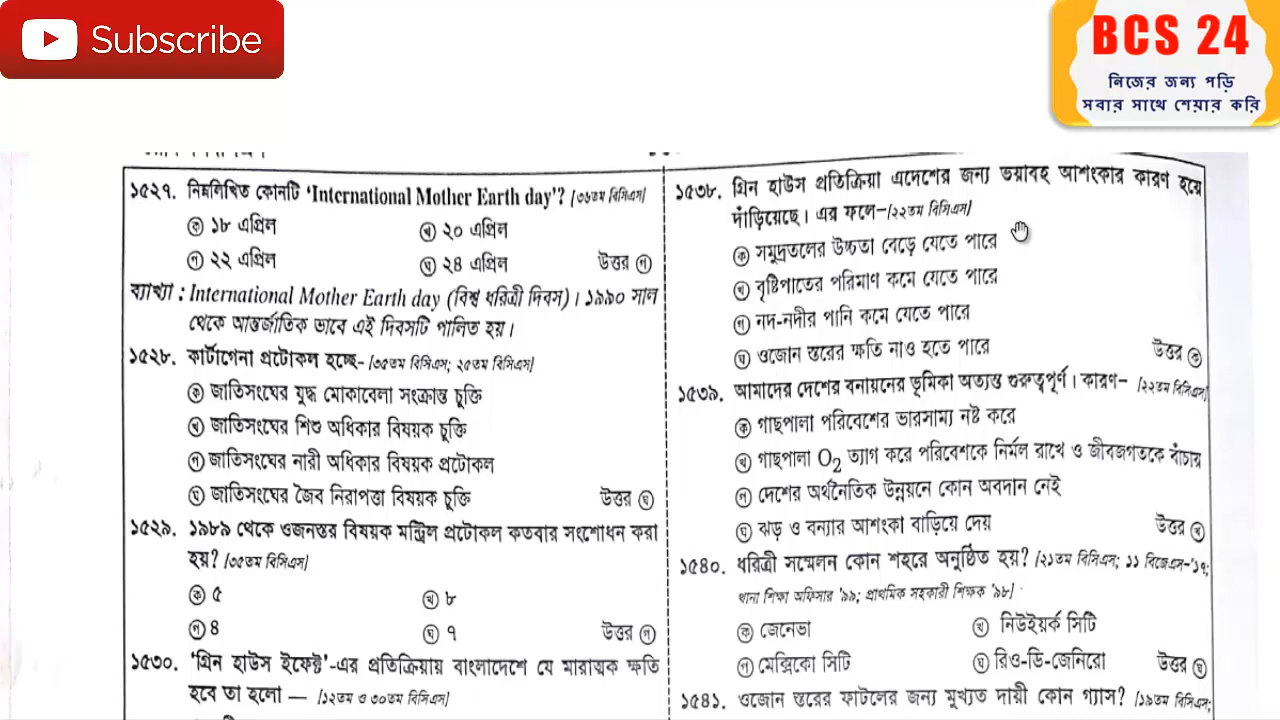 Subscribe
BCS 24
নিজের জন্য পড়ি
সবার সাথে শেয়ার করি
১৫২৭. নিম্নলিখিত কোনটি ‘International Mother Earth day’? [৩৬তম বিসিএস]
ক ১৮ এপ্রিল খ ২০ এপ্রিল
গ ২২ এপ্রিল ঘ ২৪ এপ্রিল উত্তর গ
ব্যাখ্যা : International Mother Earth day (বিশ্ব ধরিত্রী দিবস)। ১৯৯০ সাল
থেকে আন্তর্জাতিক ভাবে এই দিবসটি পালিত হয়।
১৫২৮. কার্টাগেনা প্রটোকল হচ্ছে- [৩৫তম বিসিএস; ২৫তম বিসিএস]
ক জাতিসংঘের যুদ্ধ মোকাবেলা সংক্রান্ত চুক্তি
খ জাতিসংঘের শিশু অধিকার বিষয়ক চুক্তি
গ জাতিসংঘের নারী অধিকার বিষয়ক প্রটোকল
ঘ জাতিসংঘের জৈব নিরাপত্তা বিষয়ক চুক্তি উত্তর ঘ
১৫২৯. ১৯৮৯ থেকে ওজনস্তর বিষয়ক মন্ট্রিল প্রটোকল কতবার সংশোধন করা
হয়? [৩৫তম বিসিএস]
ক ৫ খ ৮
গ ৪ ঘ ৭ উত্তর গ
১৫৩০. ‘গ্রিন হাউস ইফেক্ট’-এর প্রতিক্রিয়ায় বাংলাদেশে যে মারাত্মক ক্ষতি
হবে তা হলো — [১২তম ও ৩০তম বিসিএস]
১৫৩৮. গ্রিন হাউস প্রতিক্রিয়া এদেশের জন্য ভয়াবহ আশংকার কারণ হয়ে
দাঁড়িয়েছে। এর ফলে-[২২তম বিসিএস]
ক সমুদ্রতলের উচ্চতা বেড়ে যেতে পারে
খ বৃষ্টিপাতের পরিমাণ কমে যেতে পারে
গ নদ-নদীর পানি কমে যেতে পারে
ঘ ওজোন স্তরের ক্ষতি নাও হতে পারে উত্তর ক
১৫৩৯. আমাদের দেশের বনায়নের ভূমিকা অত্যন্ত গুরুত্বপূর্ণ। কারণ- [২২তম বিসিএস]
ক গাছপালা পরিবেশের ভারসাম্য নষ্ট করে
খ গাছপালা O₂ ত্যাগ করে পরিবেশকে নির্মল রাখে ও জীবজগতকে বাঁচায়
গ দেশের অর্থনৈতিক উন্নয়নে কোন অবদান নেই
ঘ ঝড় ও বন্যার আশংকা বাড়িয়ে দেয় উত্তর খ
১৫৪০. ধরিত্রী সম্মেলন কোন শহরে অনুষ্ঠিত হয়? [২১তম বিসিএস; ১১ বিজেএস-'১৭;
থানা শিক্ষা অফিসার '৯৯; প্রাথমিক সহকারী শিক্ষক '৯৮]
ক জেনেভা খ নিউইয়র্ক সিটি
গ মেক্সিকো সিটি ঘ রিও-ডি-জেনিরো উত্তর ঘ
১৫৪১. ওজোন স্তরের ফাটলের জন্য মুখ্যত দায়ী কোন গ্যাস? [১৯তম বিসিএস;